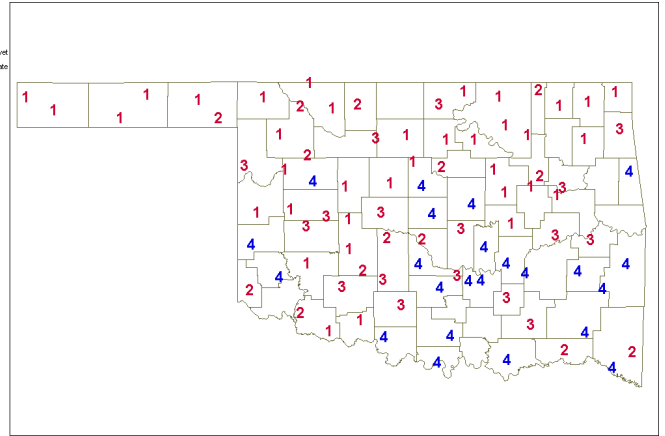 1
1 1 1 2 1 1 1
yet
ate
1 1 2 1 2 3 1 1
1 2 1 3 1 1 1 1 1 3
2 1 2
3 1 4 1 1 4 1 2 1 3 4
1 1 3 1 3 4 4 1 1
3 1 2 2 3 1 3 3
4 1 4 4
1 4 2 3 4 3 4 4 4 4 4 4
2 3 4 3 4
2 1 1 3 3 4
4 4 4 4 2 2
4